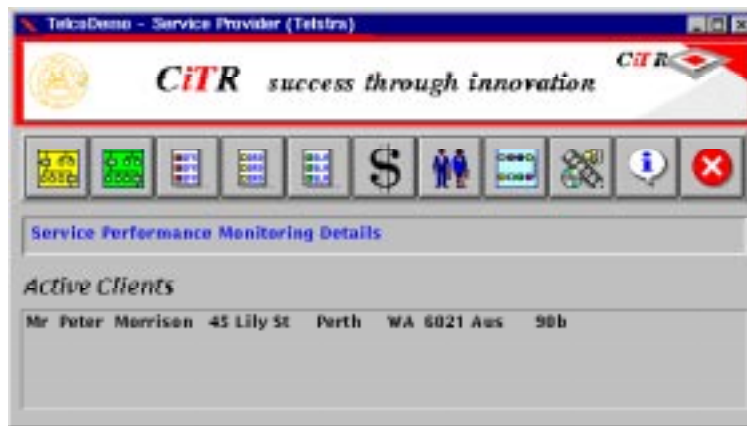 TelcoDemo - Service Provider (Telstra)
CiTR success through innovation CiTR
$
i
Service Performance Monitoring Details
Active Clients
Mr Peter Morrison 45 Lily St Perth WA 6021 Aus 90b